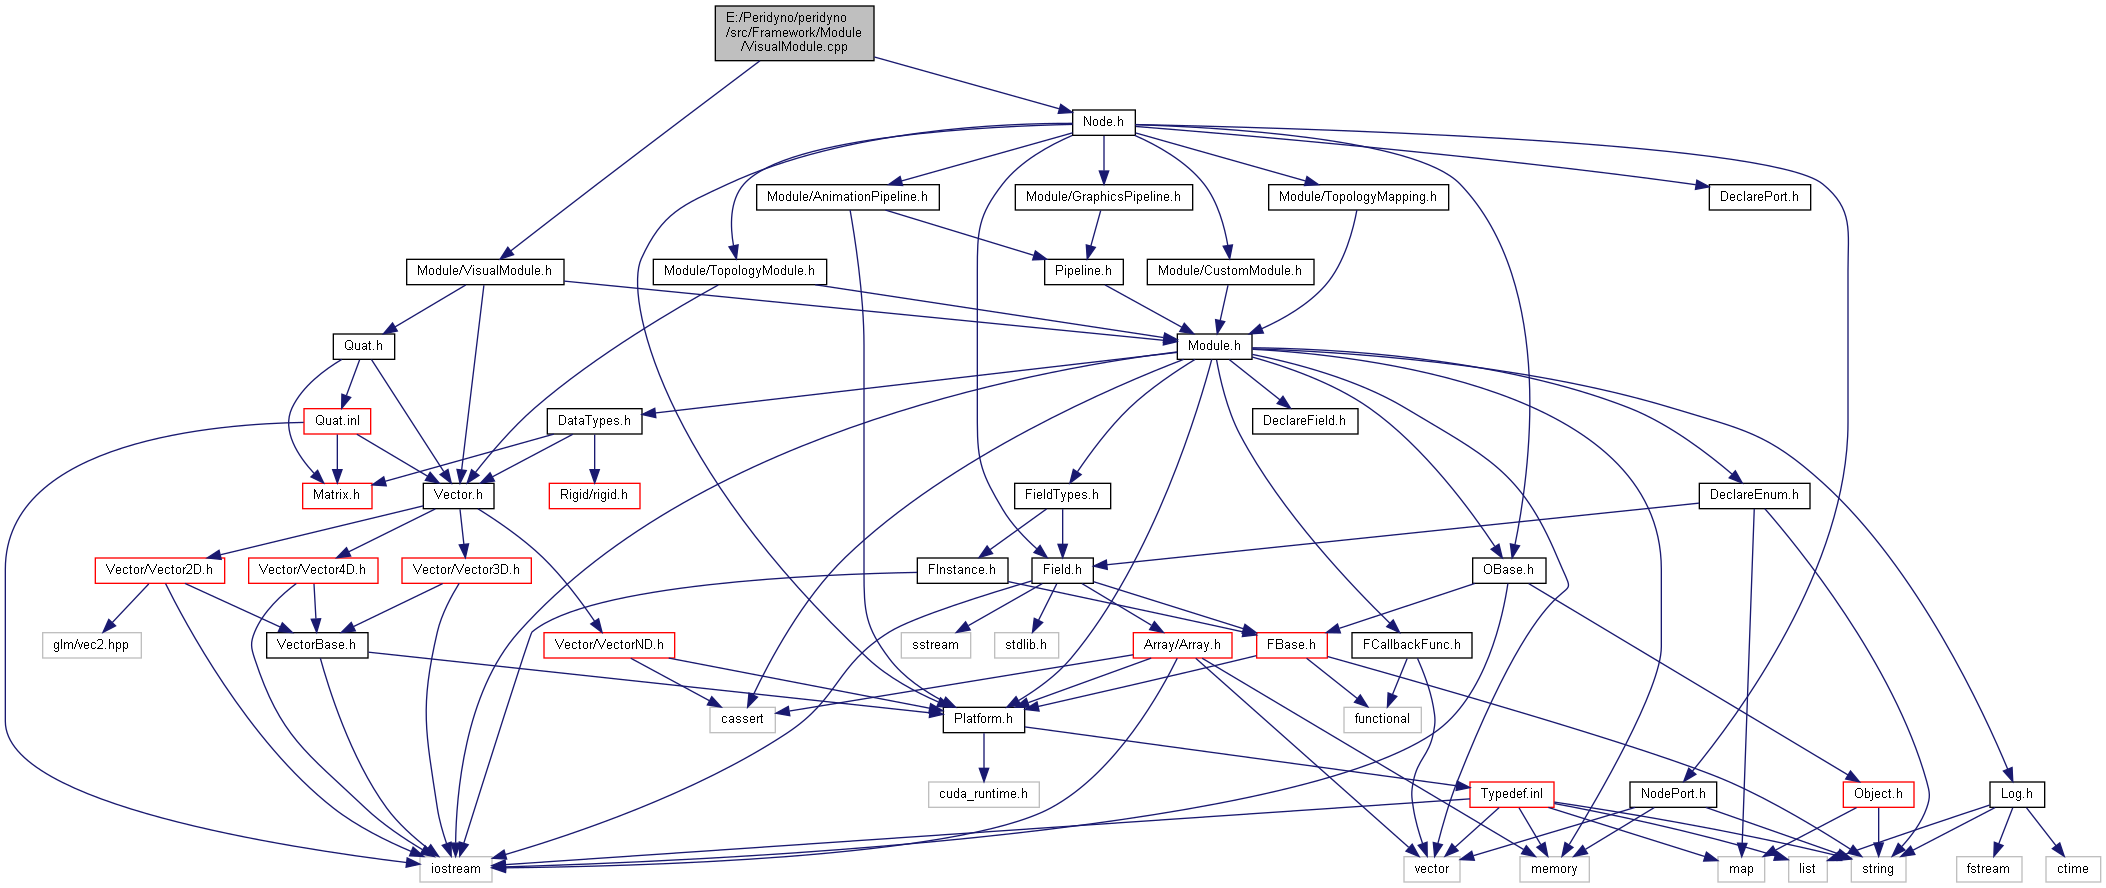 E:/Peridyno/peridyno
/src/Framework/Module
/VisualModule.cpp
Node.h
Module/AnimationPipeline.h
Module/GraphicsPipeline.h
Module/TopologyMapping.h
DeclarePort.h
Module/VisualModule.h
Module/TopologyModule.h
Pipeline.h
Module/CustomModule.h
Quat.h
Module.h
Quat.inl
DataTypes.h
DeclareField.h
Matrix.h
Vector.h
Rigid/rigid.h
FieldTypes.h
DeclareEnum.h
Vector/Vector2D.h
Vector/Vector4D.h
Vector/Vector3D.h
FInstance.h
Field.h
OBase.h
glm/vec2.hpp
VectorBase.h
Vector/VectorND.h
sstream
stdlib.h
Array/Array.h
FBase.h
FCallbackFunc.h
cassert
Platform.h
functional
cuda_runtime.h
Typedef.inl
NodePort.h
Object.h
Log.h
iostream
vector
memory
map
list
string
fstream
ctime